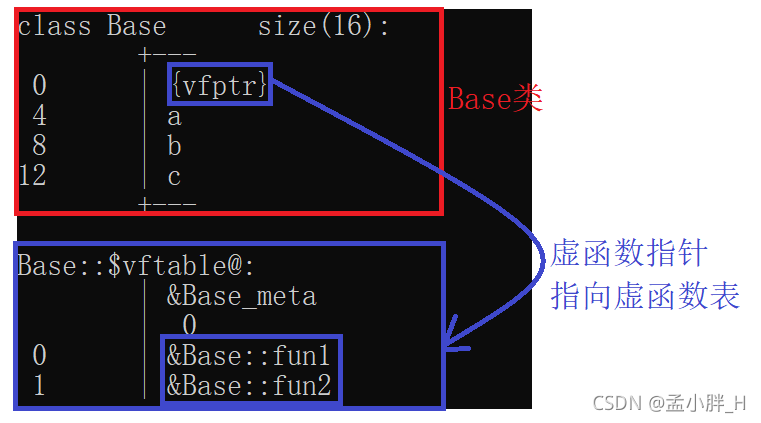 class Base size(16):
+---
0 | {vfptr}
4 | a
8 | b
12 | c
+---
Base类
Base::$vftable@:
| &Base_meta
| 0
0 | &Base::fun1
1 | &Base::fun2
虚函数指针
指向虚函数表
CSDN @孟小胖_H